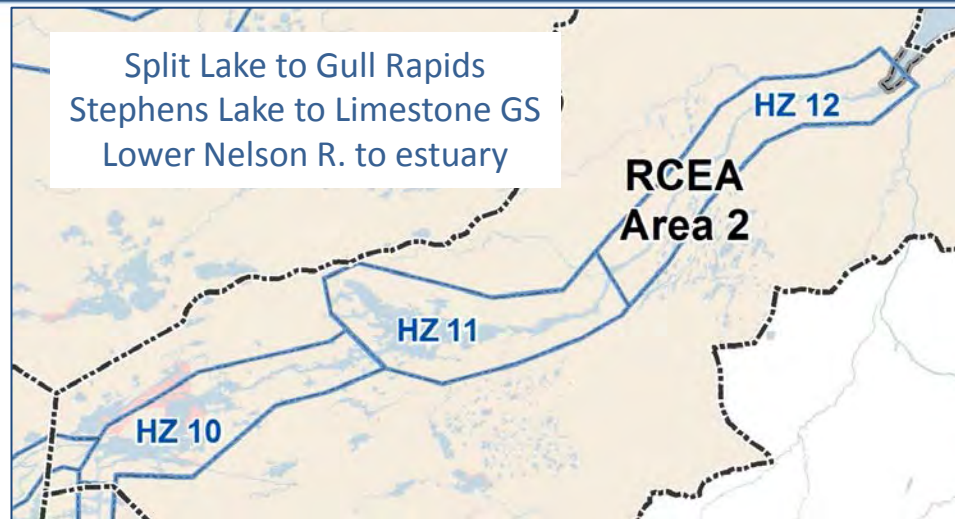 Split Lake to Gull Rapids
Stephens Lake to Limestone GS
Lower Nelson R. to estuary
HZ 12
RCEA
Area 2
HZ 11
HZ 10